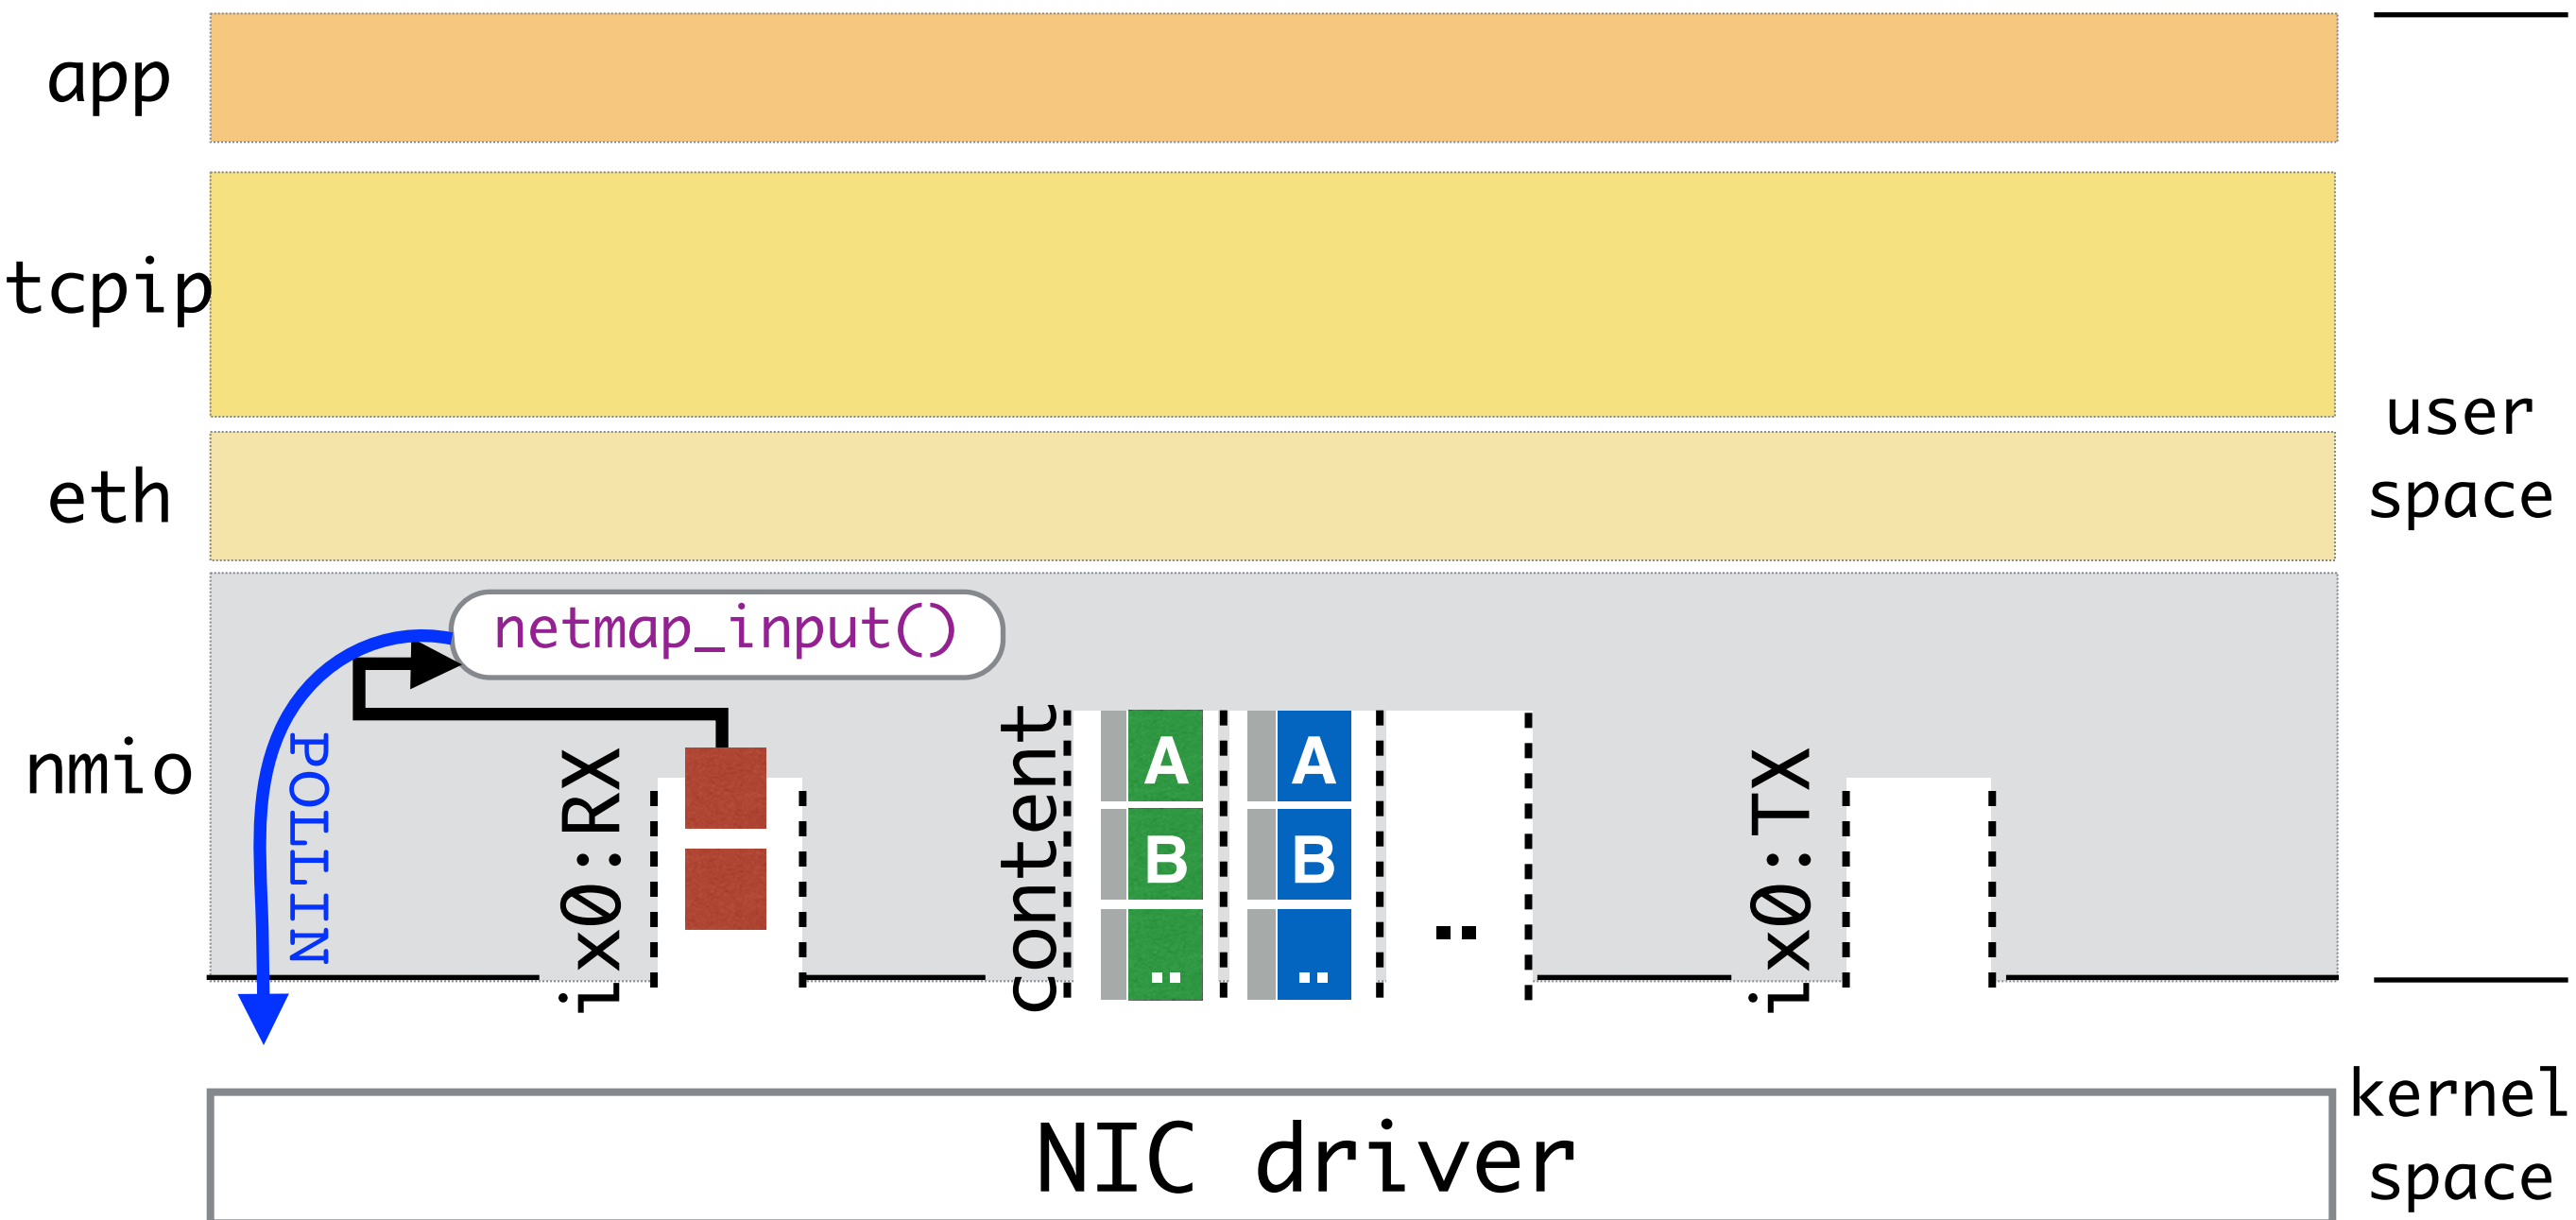 app
tcpip
eth
user
space
netmap_input()
nmio
POLLIN
ix0:RX
content
A
A
B
B
..
..
..
ix0:TX
NIC driver
kernel
space